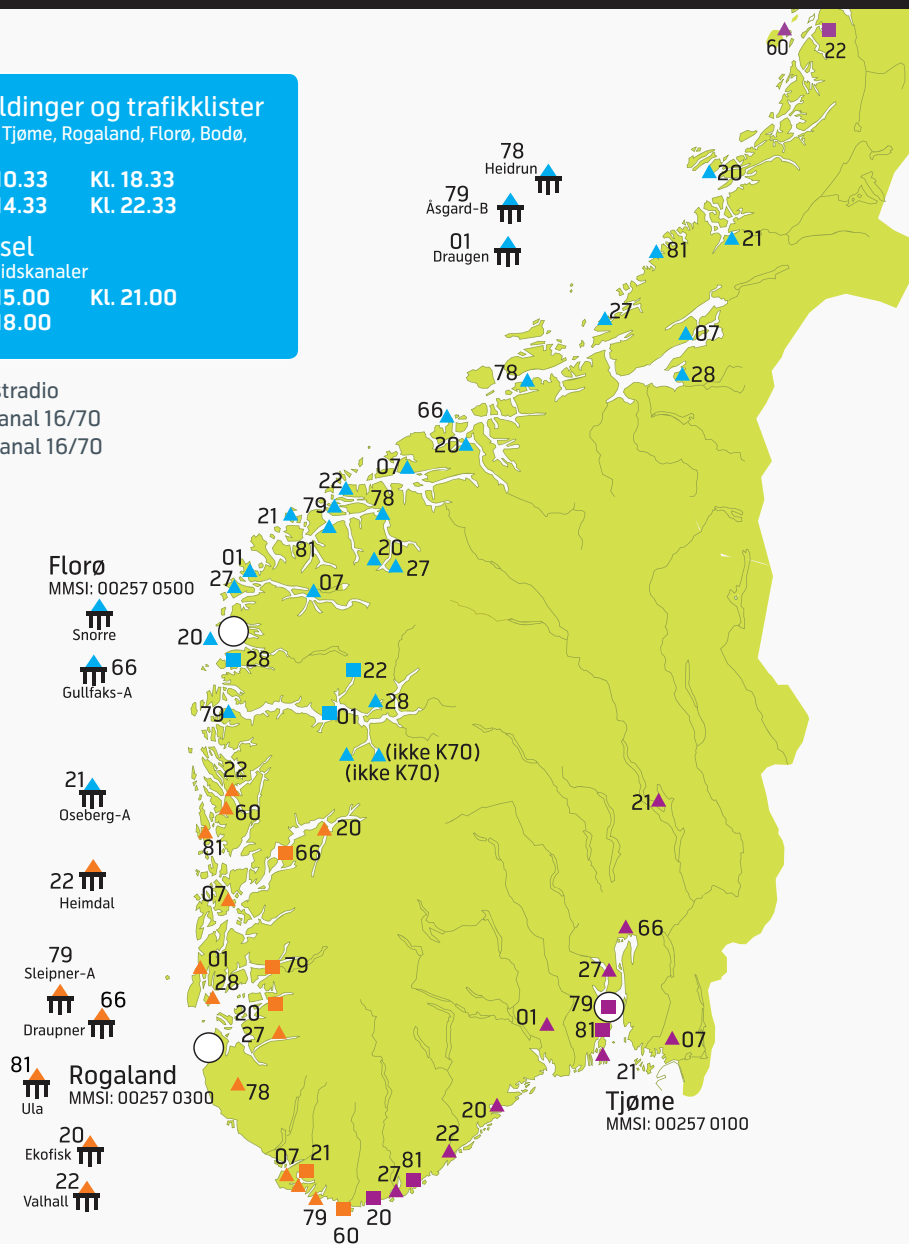 ldinger og trafikklister
Tjøme, Rogaland, Florø, Bodø,
10.33 Kl. 18.33
14.33 Kl. 22.33
sel
idskanaler
15.00 Kl. 21.00
18.00
stradio
anal 16/70
anal 16/70
60
22
78
Heidrun
79
Åsgard-B
01
Draugen
20
21
81
27
07
28
78
66
20
07
22
79
78
21
81
20
27
01
27
07
Florø
MMSI: 00257 0500
Snorre
20
28
66
Gullfaks-A
22
28
79
01
(ikke K70)
(ikke K70)
22
21
Oseberg-A
60
20
81
66
21
22
Heimdal
07
66
79
Sleipner-A
01
79
27
28
66
Draupner
20
27
79
01
81
07
21
81
Ula
Rogaland
MMSI: 00257 0300
78
Tjøme
MMSI: 00257 0100
20
20
Ekofisk
22
07
21
81
27
22
Valhall
79
20
60